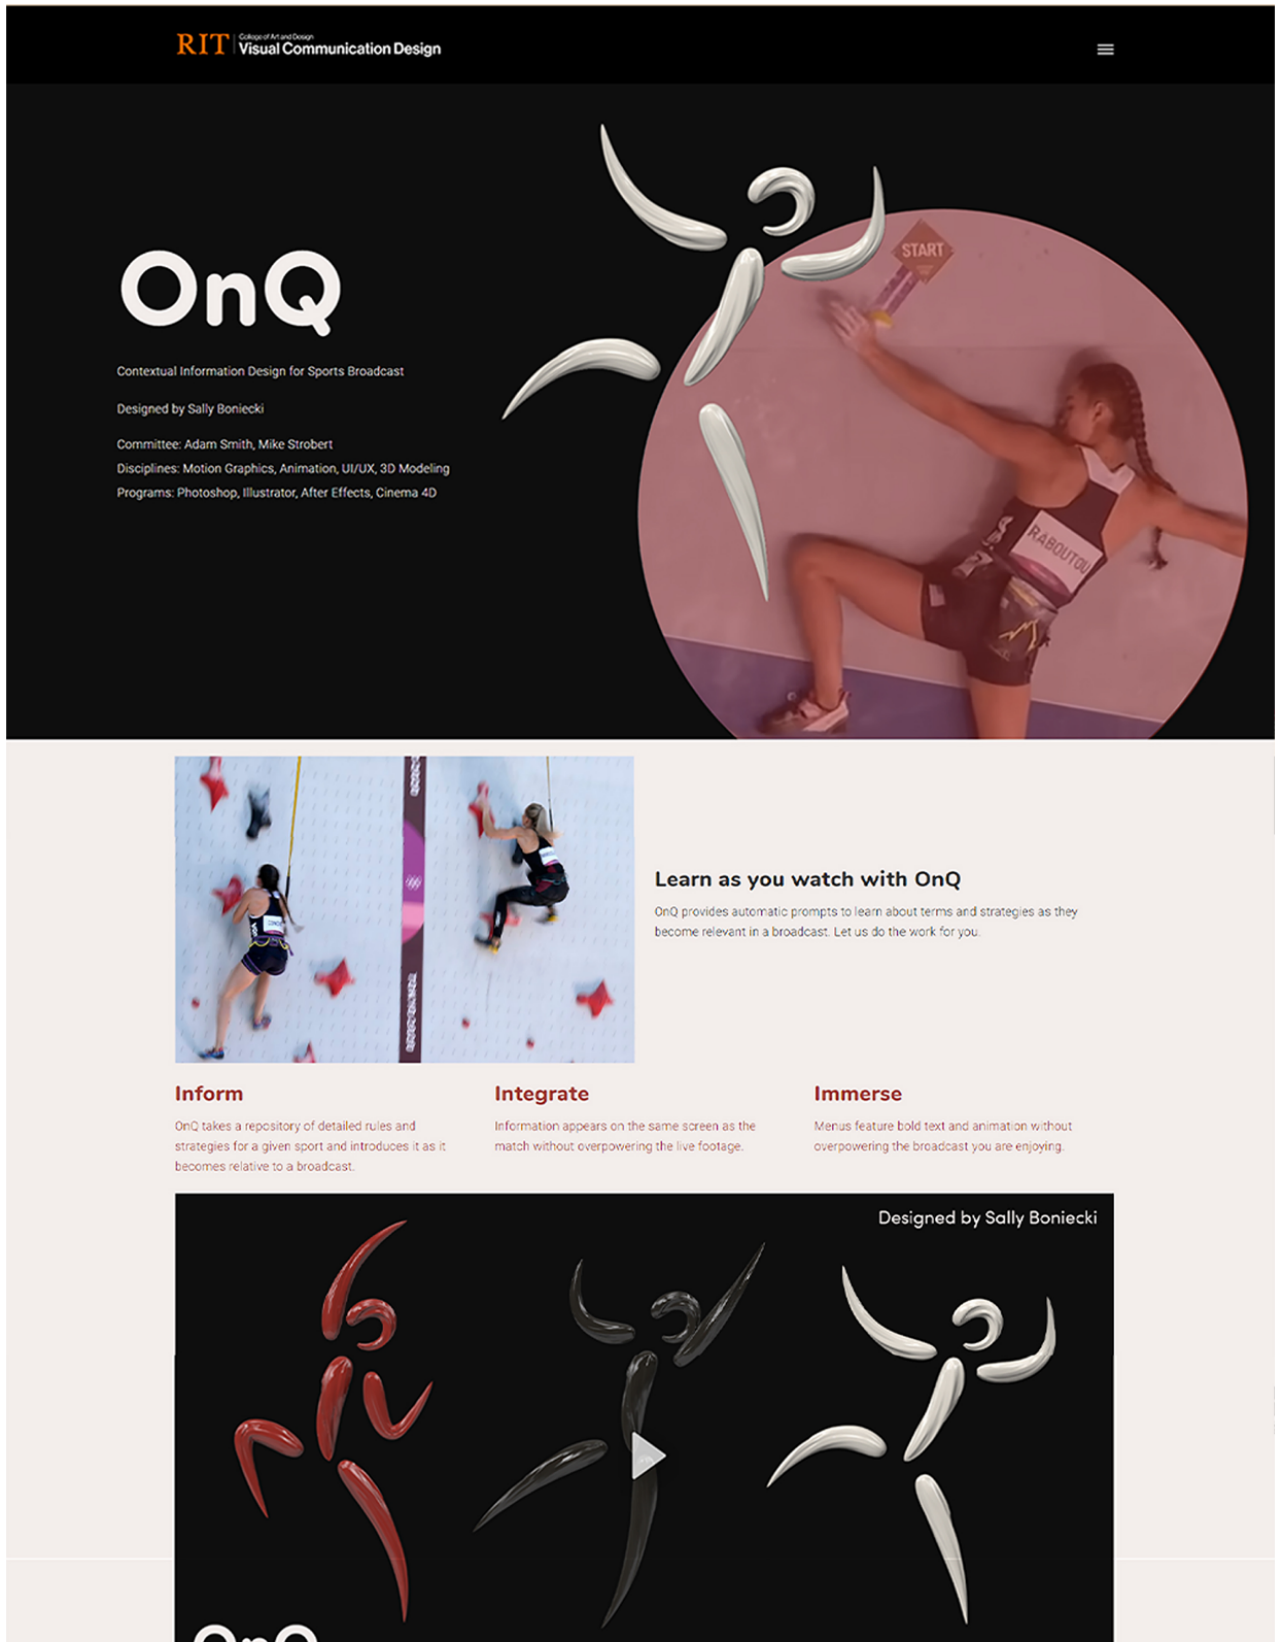 RIT
College of Art and Design
Visual Communication Design
OnQ
Contextual Information Design for Sports Broadcast
Designed by Sally Boniecki
Committee: Adam Smith, Mike Strobert
Disciplines: Motion Graphics, Animation, UI/UX, 3D Modeling
Programs: Photoshop, Illustrator, After Effects, Cinema 4D
START
RABOUTOU
Learn as you watch with OnQ
OnQ provides automatic prompts to learn about terms and strategies as they
become relevant in a broadcast. Let us do the work for you.
Inform
OnQ takes a repository of detailed rules and
strategies for a given sport and introduces it as it
becomes relative to a broadcast.
Integrate
Information appears on the same screen as the
match without overpowering the live footage.
Immerse
Menus feature bold text and animation without
overpowering the broadcast you are enjoying.
Designed by Sally Boniecki
OnQ